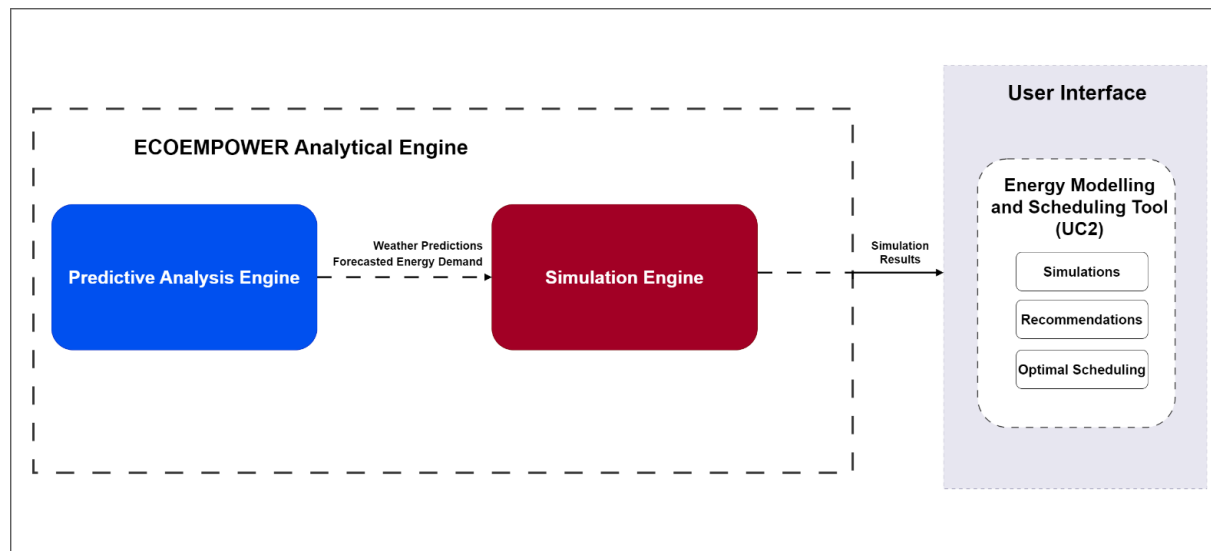 User Interface
ECOEMPOWER Analytical Engine
Predictive Analysis Engine
Weather Predictions
Forecasted Energy Demand
Simulation Engine
Simulation
Results
Energy Modelling
and Scheduling Tool
(UC2)
Simulations
Recommendations
Optimal Scheduling